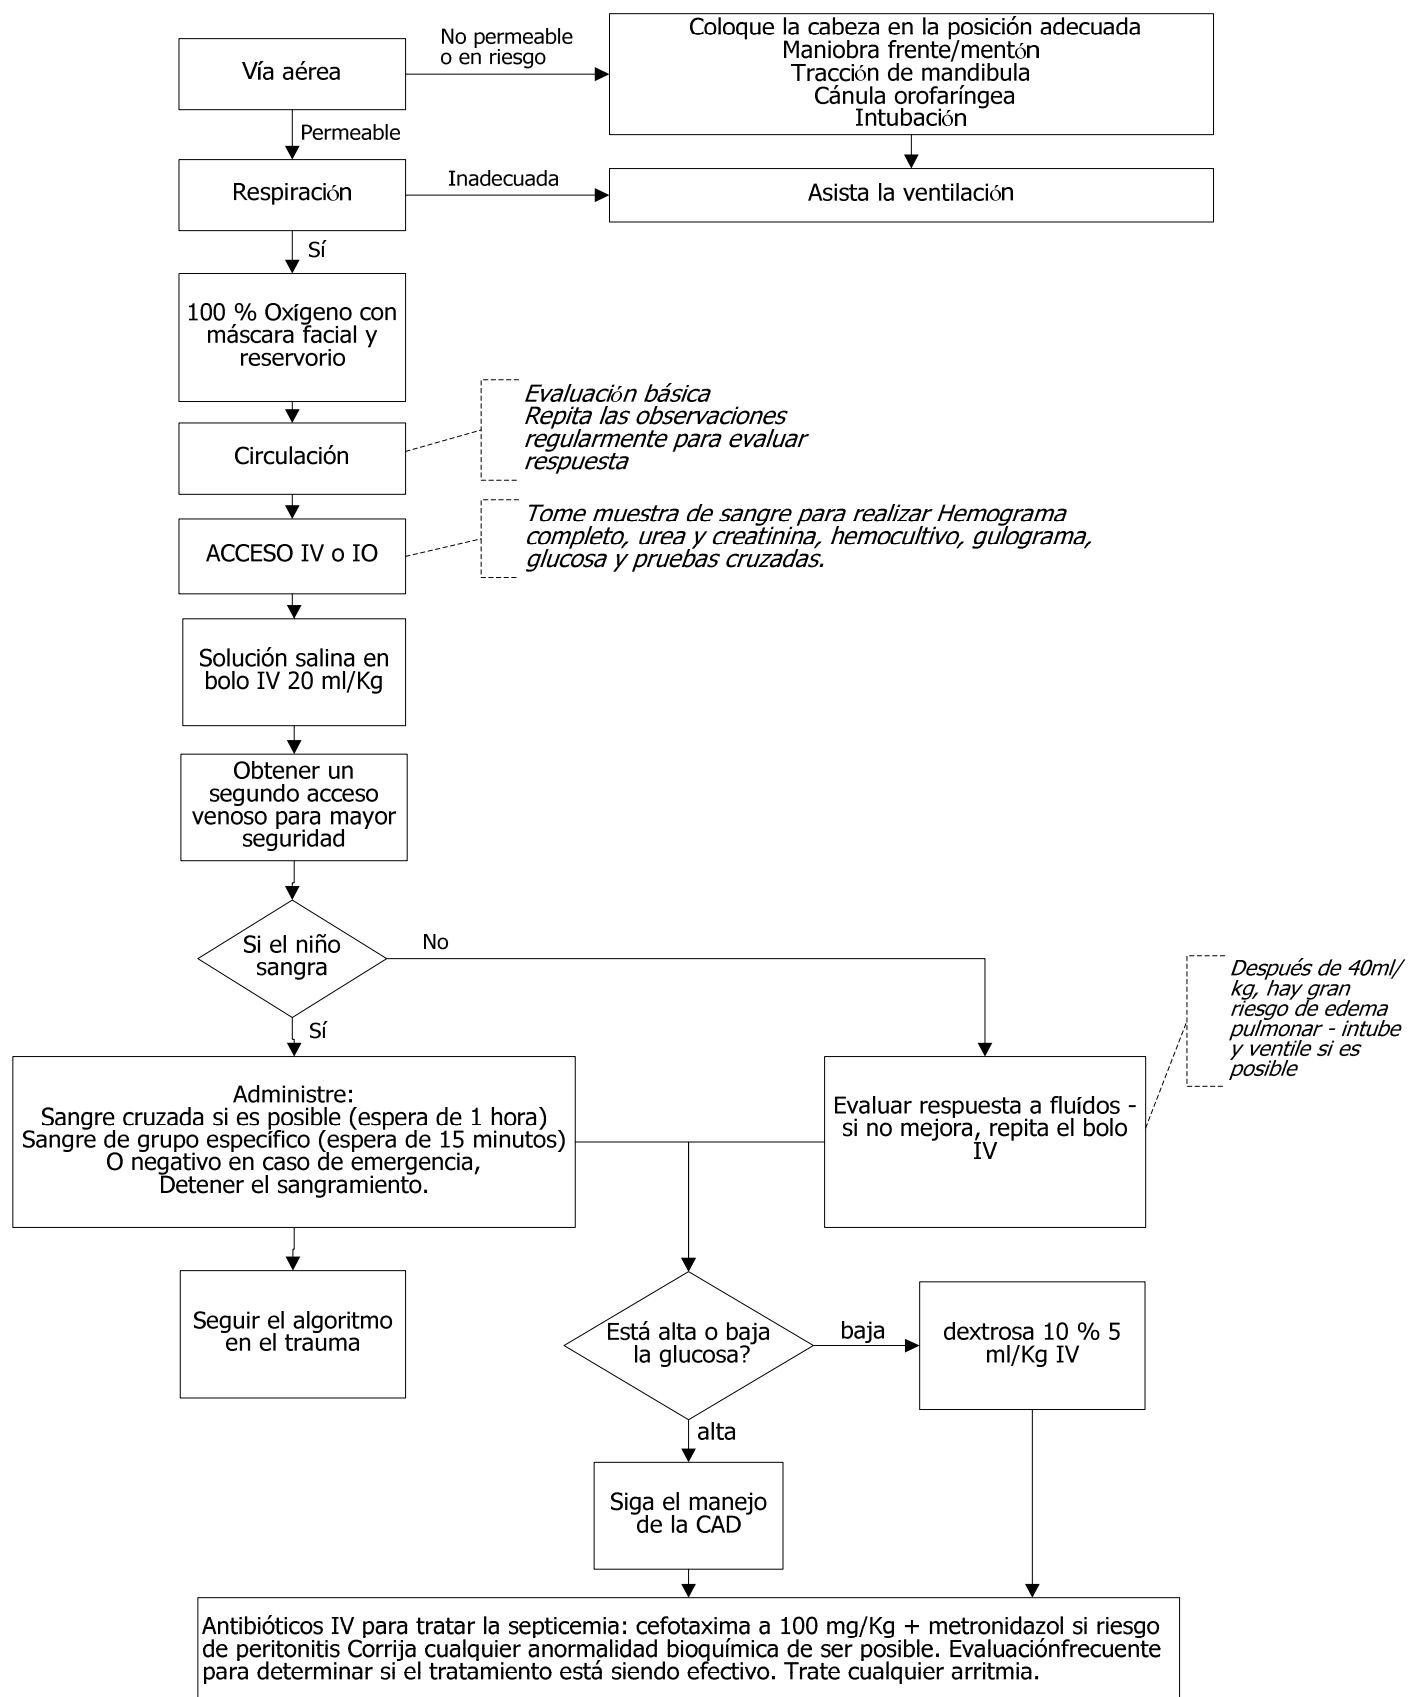 Vía aérea
No permeable
o en riesgo
Coloque la cabeza en la posición adecuada
Maniobra frente/mentón
Tracción de mandibula
Cánula orofaríngea
Intubación
Permeable
Respiración
Inadecuada
Asista la ventilación
Sí
100 % Oxígeno con
máscara facial y
reservorio
Evaluación básica
Repita las observaciones
regularmente para evaluar
respuesta
Circulación
Tome muestra de sangre para realizar Hemograma
completo, urea y creatinina, hemocultivo, gulograma,
glucosa y pruebas cruzadas.
ACCESO IV o IO
Solución salina en
bolo IV 20 ml/Kg
Obtener un
segundo acceso
venoso para mayor
seguridad
Si el niño
sangra
No
Sí
Después de 40ml/
kg, hay gran
riesgo de edema
pulmonar - intube
y ventile si es
posible
Administre:
Sangre cruzada si es posible (espera de 1 hora)
Sangre de grupo específico (espera de 15 minutos)
O negativo en caso de emergencia,
Detener el sangramiento.
Evaluar respuesta a fluídos -
si no mejora, repita el bolo
IV
Seguir el algoritmo
en el trauma
Está alta o baja
la glucosa?
baja
dextrosa 10 % 5
ml/Kg IV
alta
Siga el manejo
de la CAD
Antibióticos IV para tratar la septicemia: cefotaxima a 100 mg/Kg + metronidazol si riesgo
de peritonitis Corrija cualquier anormalidad bioquímica de ser posible. Evaluaciónfrecuente
para determinar si el tratamiento está siendo efectivo. Trate cualquier arritmia.